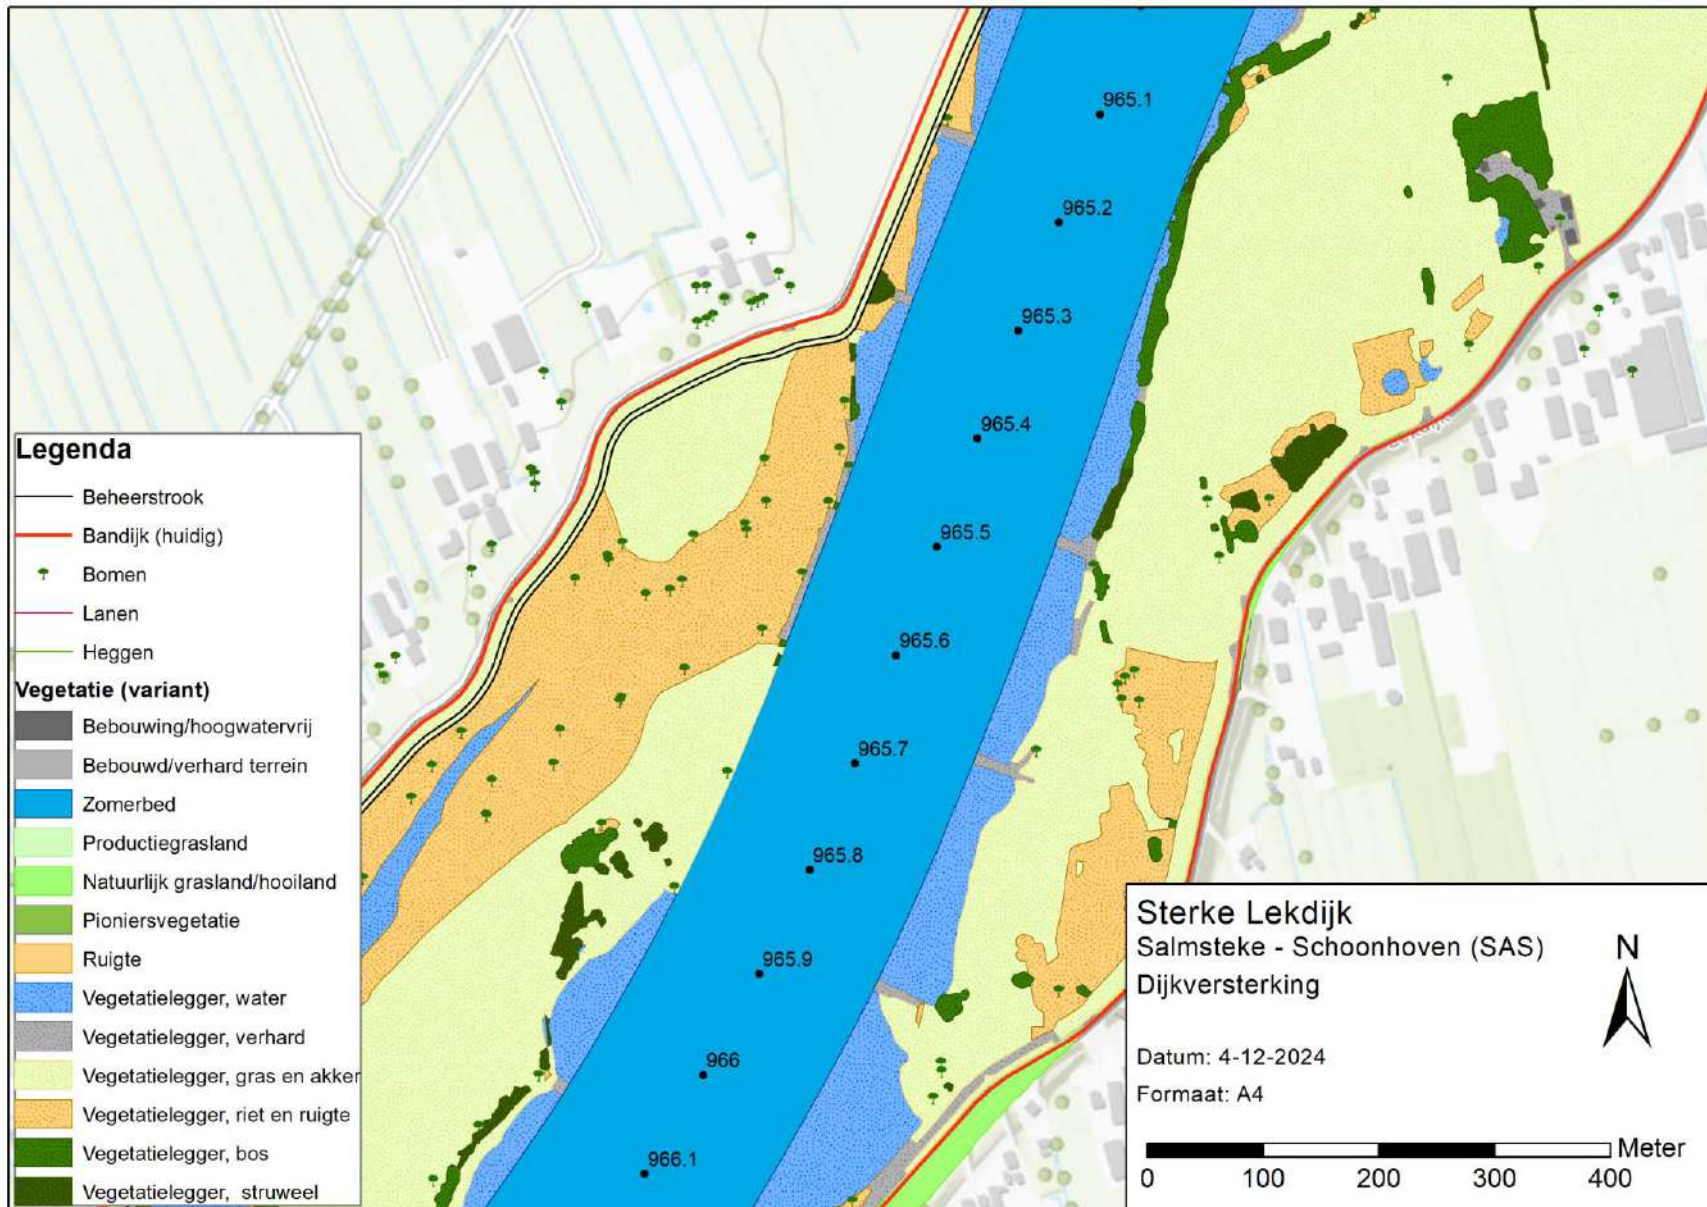 965.1
965.2
965.3
965.4
965.5
965.6
965.7
965.8
965.9
966
966.1
Legenda
Beheerstrook
Bandijk (huidig)
Bomen
Lanen
Heggen
Vegetatie (variant)
Bebouwing/hoogwatervrij
Bebouwd/verhard terrein
Zomerbed
Productiegrasland
Natuurlijk grasland/hooiland
Pioniersvegetatie
Ruigte
Vegetatielegger, water
Vegetatielegger, verhard
Vegetatielegger, gras en akker
Vegetatielegger, riet en ruigte
Vegetatielegger, bos
Vegetatielegger, struweel
Sterke Lekdijk
Salmsteke - Schoonhoven (SAS)
Dijkversterking
N
Datum: 4-12-2024
Formaat: A4
Meter
0 100 200 300 400